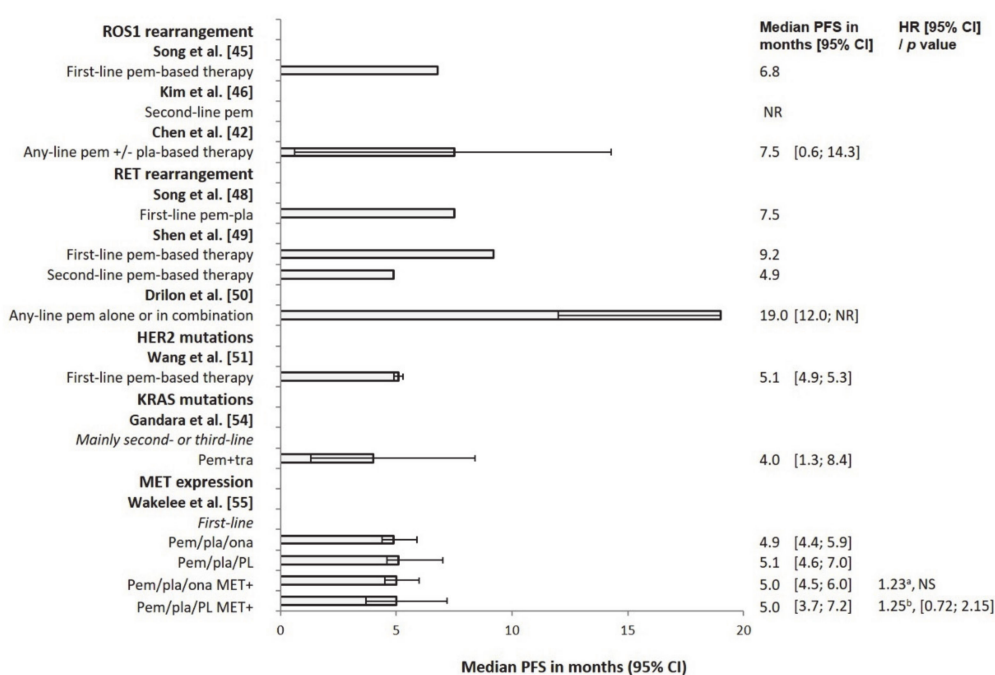 Median PFS in months [95% CI] HR [95% CI] / p value
ROS1 rearrangement
Song et al. [45]
First-line pem-based therapy 6.8
Kim et al. [46]
Second-line pem NR
Chen et al. [42]
Any-line pem +/- pla-based therapy 7.5 [0.6; 14.3]
RET rearrangement
Song et al. [48]
First-line pem-pla 7.5
Shen et al. [49]
First-line pem-based therapy 9.2
Second-line pem-based therapy 4.9
Drilon et al. [50]
Any-line pem alone or in combination 19.0 [12.0; NR]
HER2 mutations
Wang et al. [51]
First-line pem-based therapy 5.1 [4.9; 5.3]
KRAS mutations
Gandara et al. [54]
Mainly second- or third-line
Pem+tra 4.0 [1.3; 8.4]
MET expression
Wakelee et al. [55]
First-line
Pem/pla/ona 4.9 [4.4; 5.9]
Pem/pla/PL 5.1 [4.6; 7.0]
Pem/pla/ona MET+ 5.0 [4.5; 6.0] 1.23ᵃ, NS
Pem/pla/PL MET+ 5.0 [3.7; 7.2] 1.25ᵇ, [0.72; 2.15]
0 5 10 15 20
Median PFS in months (95% CI)